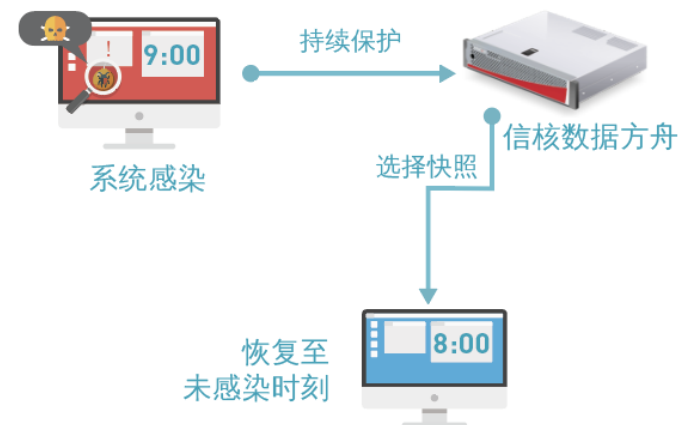 !
9:00
持续保护
系统感染
信核数据方舟
选择快照
恢复至
未感染时刻
8:00